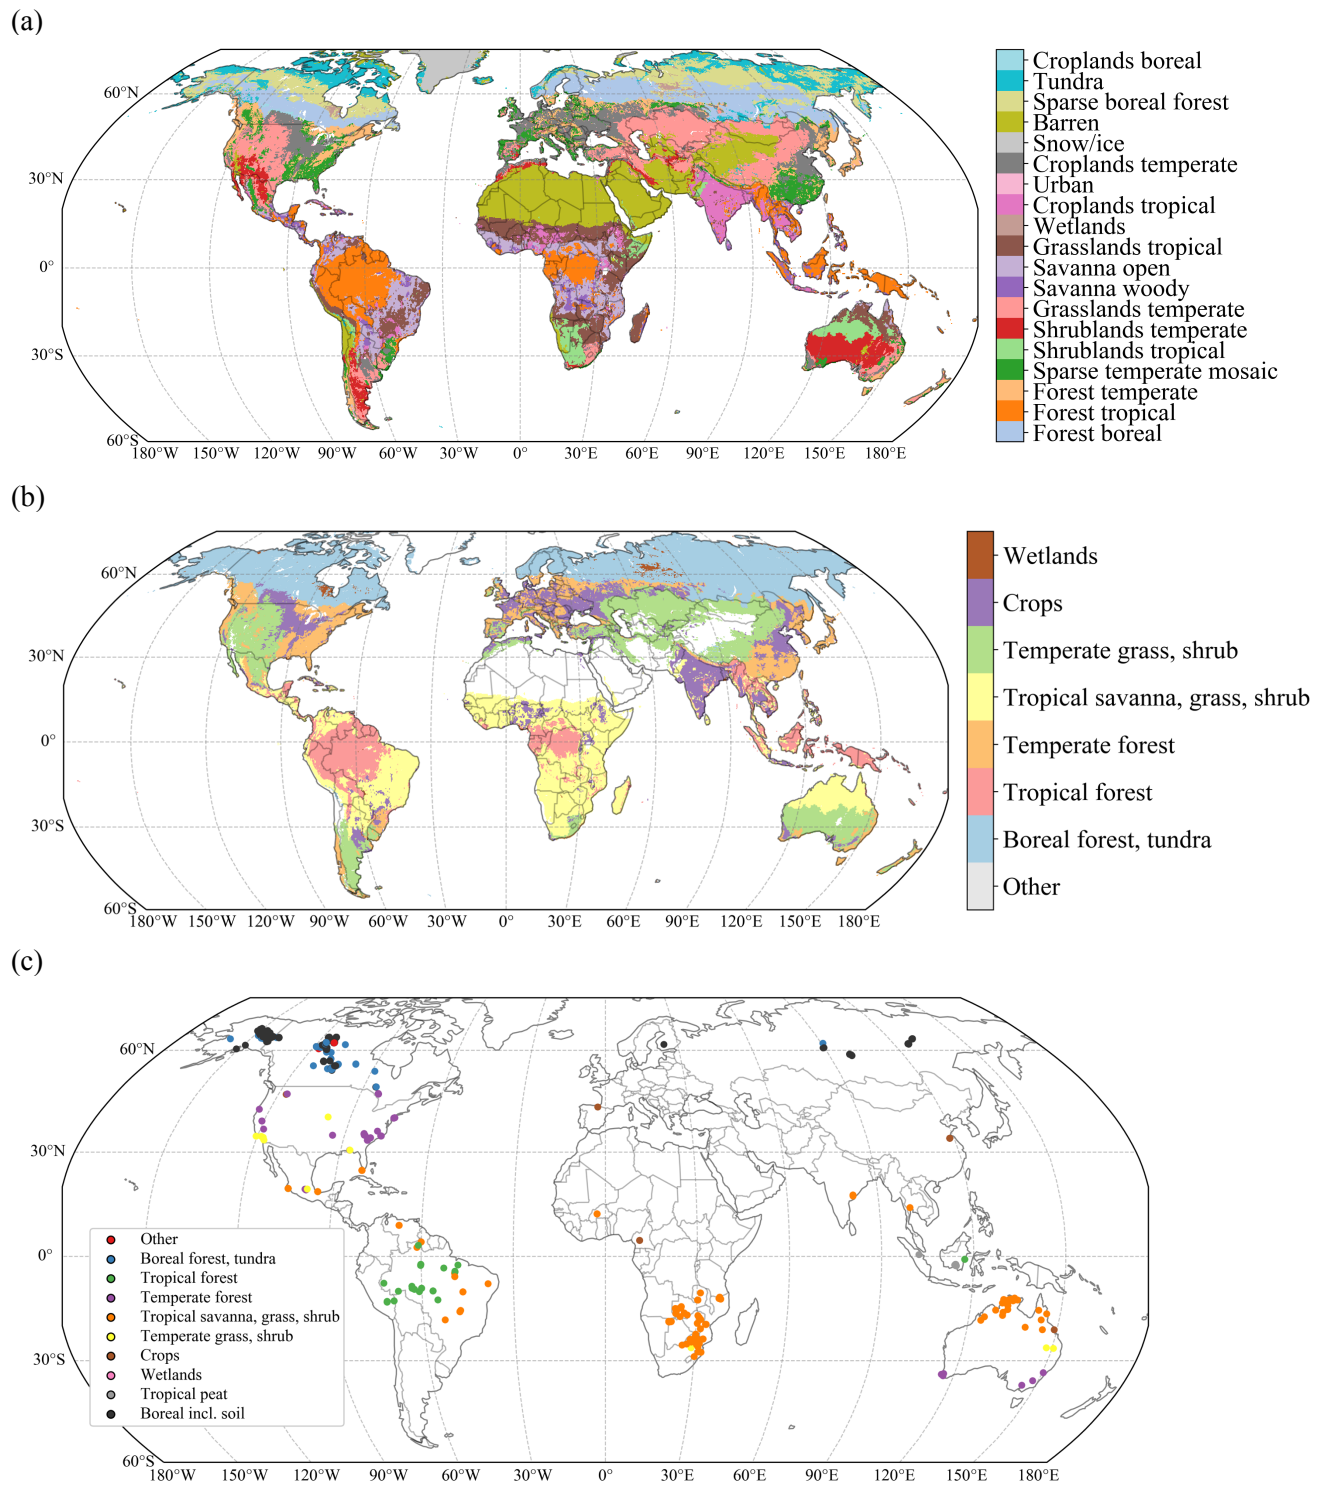 (a)
60°N
30°N
0°
30°S
60°S
180°W 150°W 120°W 90°W 60°W 30°W 0° 30°E 60°E 90°E 120°E 150°E 180°E
Croplands boreal
Tundra
Sparse boreal forest
Barren
Snow/ice
Croplands temperate
Urban
Croplands tropical
Wetlands
Grasslands tropical
Savanna open
Savanna woody
Grasslands temperate
Shrublands temperate
Shrublands tropical
Sparse temperate mosaic
Forest temperate
Forest tropical
Forest boreal
(b)
60°N
30°N
0°
30°S
60°S
180°W 150°W 120°W 90°W 60°W 30°W 0° 30°E 60°E 90°E 120°E 150°E 180°E
Wetlands
Crops
Temperate grass, shrub
Tropical savanna, grass, shrub
Temperate forest
Tropical forest
Boreal forest, tundra
Other
(c)
60°N
30°N
0°
30°S
60°S
Other
Boreal forest, tundra
Tropical forest
Temperate forest
Tropical savanna, grass, shrub
Temperate grass, shrub
Crops
Wetlands
Tropical peat
Boreal incl. soil
180°W 150°W 120°W 90°W 60°W 30°W 0° 30°E 60°E 90°E 120°E 150°E 180°E